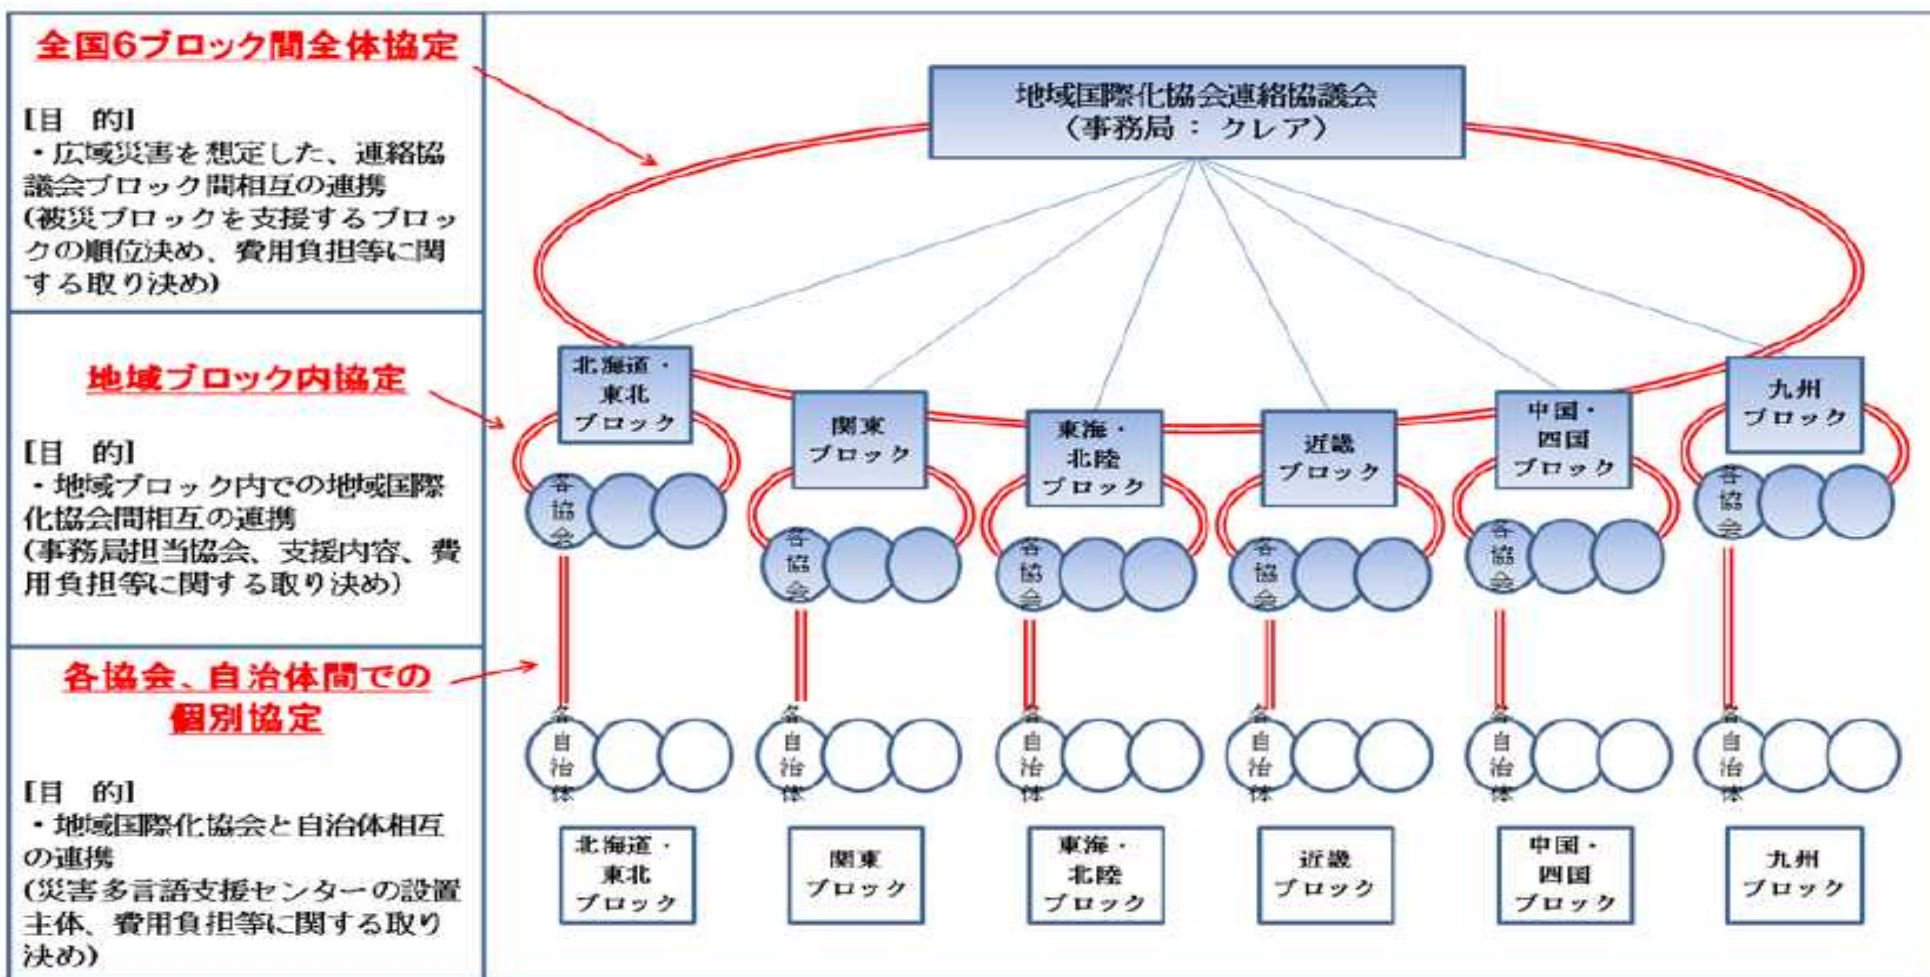 全国6ブロック間全体協定
[目　的]
・広域災害を想定した、連絡協
議会ブロック間相互の連携
(被災ブロックを支援するブロッ
クの順位決め、費用負担等に関
する取り決め)
地域ブロック内協定
[目　的]
・地域ブロック内での地域国際
化協会間相互の連携
(事務局担当協会、支援内容、費
用負担等に関する取り決め)
各協会、自治体間での
個別協定
[目　的]
・地域国際化協会と自治体相互
の連携
(災害多言語支援センターの設置
主体、費用負担等に関する取り
決め)
地域国際化協会連絡協議会
（事務局：クレア）
北海道・
東北
ブロック
関東
ブロック
東海・
北陸
ブロック
近畿
ブロック
中国・
四国
ブロック
九州
ブロック
各協会
各協会
各協会
各協会
各協会
各協会
各自治体
各自治体
各自治体
各自治体
各自治体
各自治体
北海道・
東北
ブロック
関東
ブロック
東海・
北陸
ブロック
近畿
ブロック
中国・
四国
ブロック
九州
ブロック